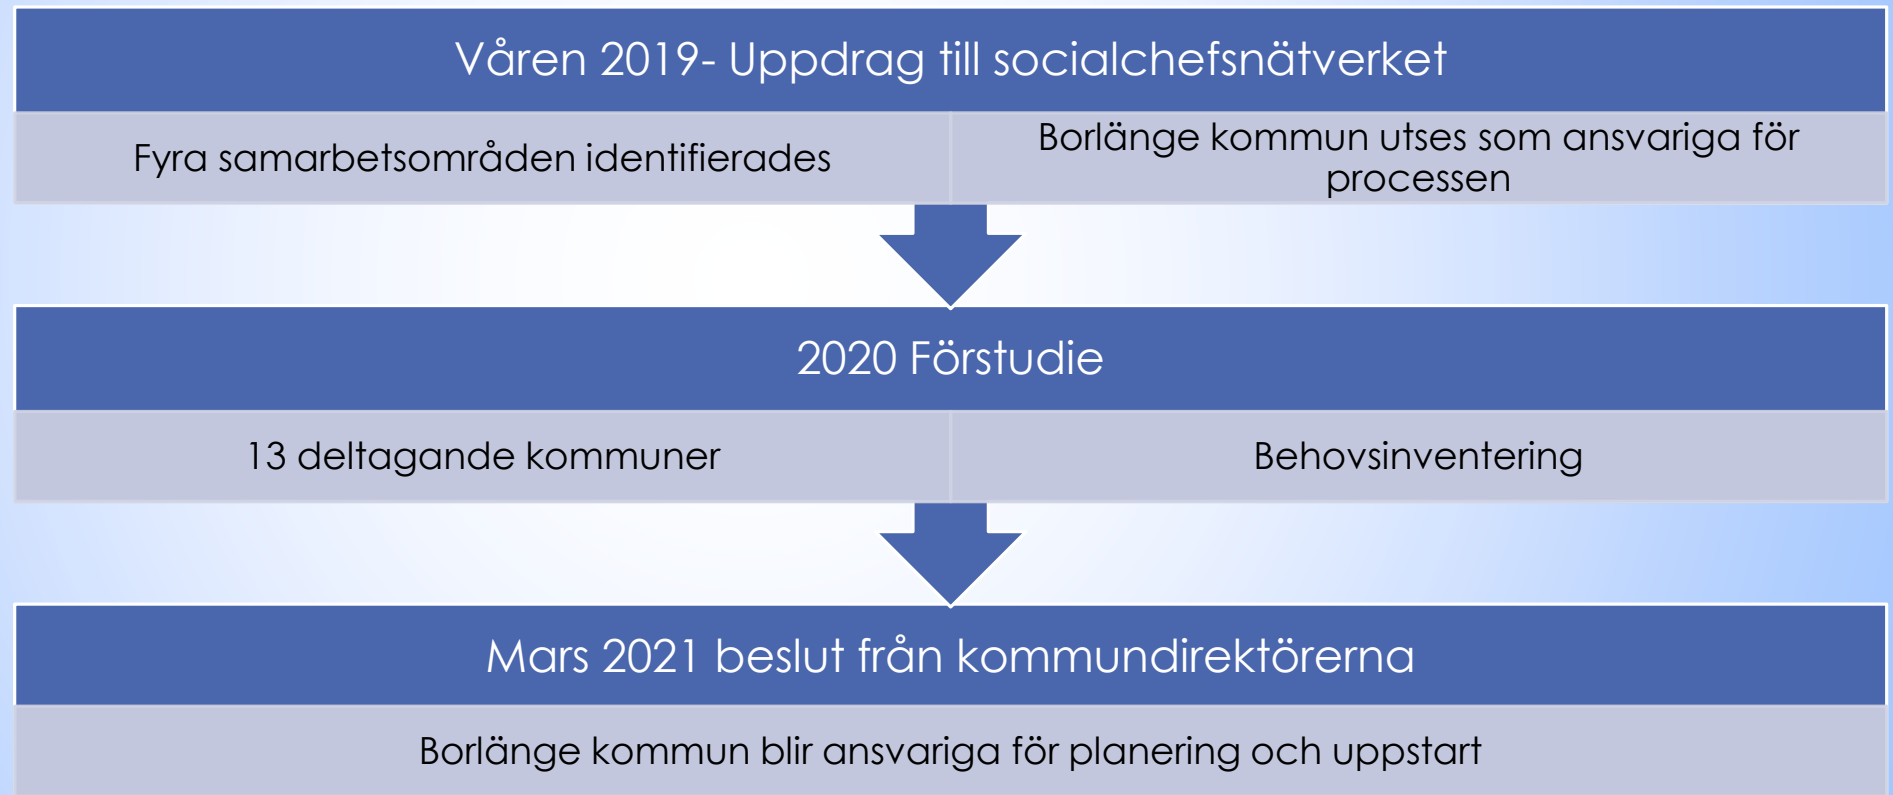 Våren 2019- Uppdrag till socialchefsnätverket
Fyra samarbetsområden identifierades
Borlänge kommun utses som ansvariga för
processen
2020 Förstudie
13 deltagande kommuner
Behovsinventering
Mars 2021 beslut från kommundirektörerna
Borlänge kommun blir ansvariga för planering och uppstart